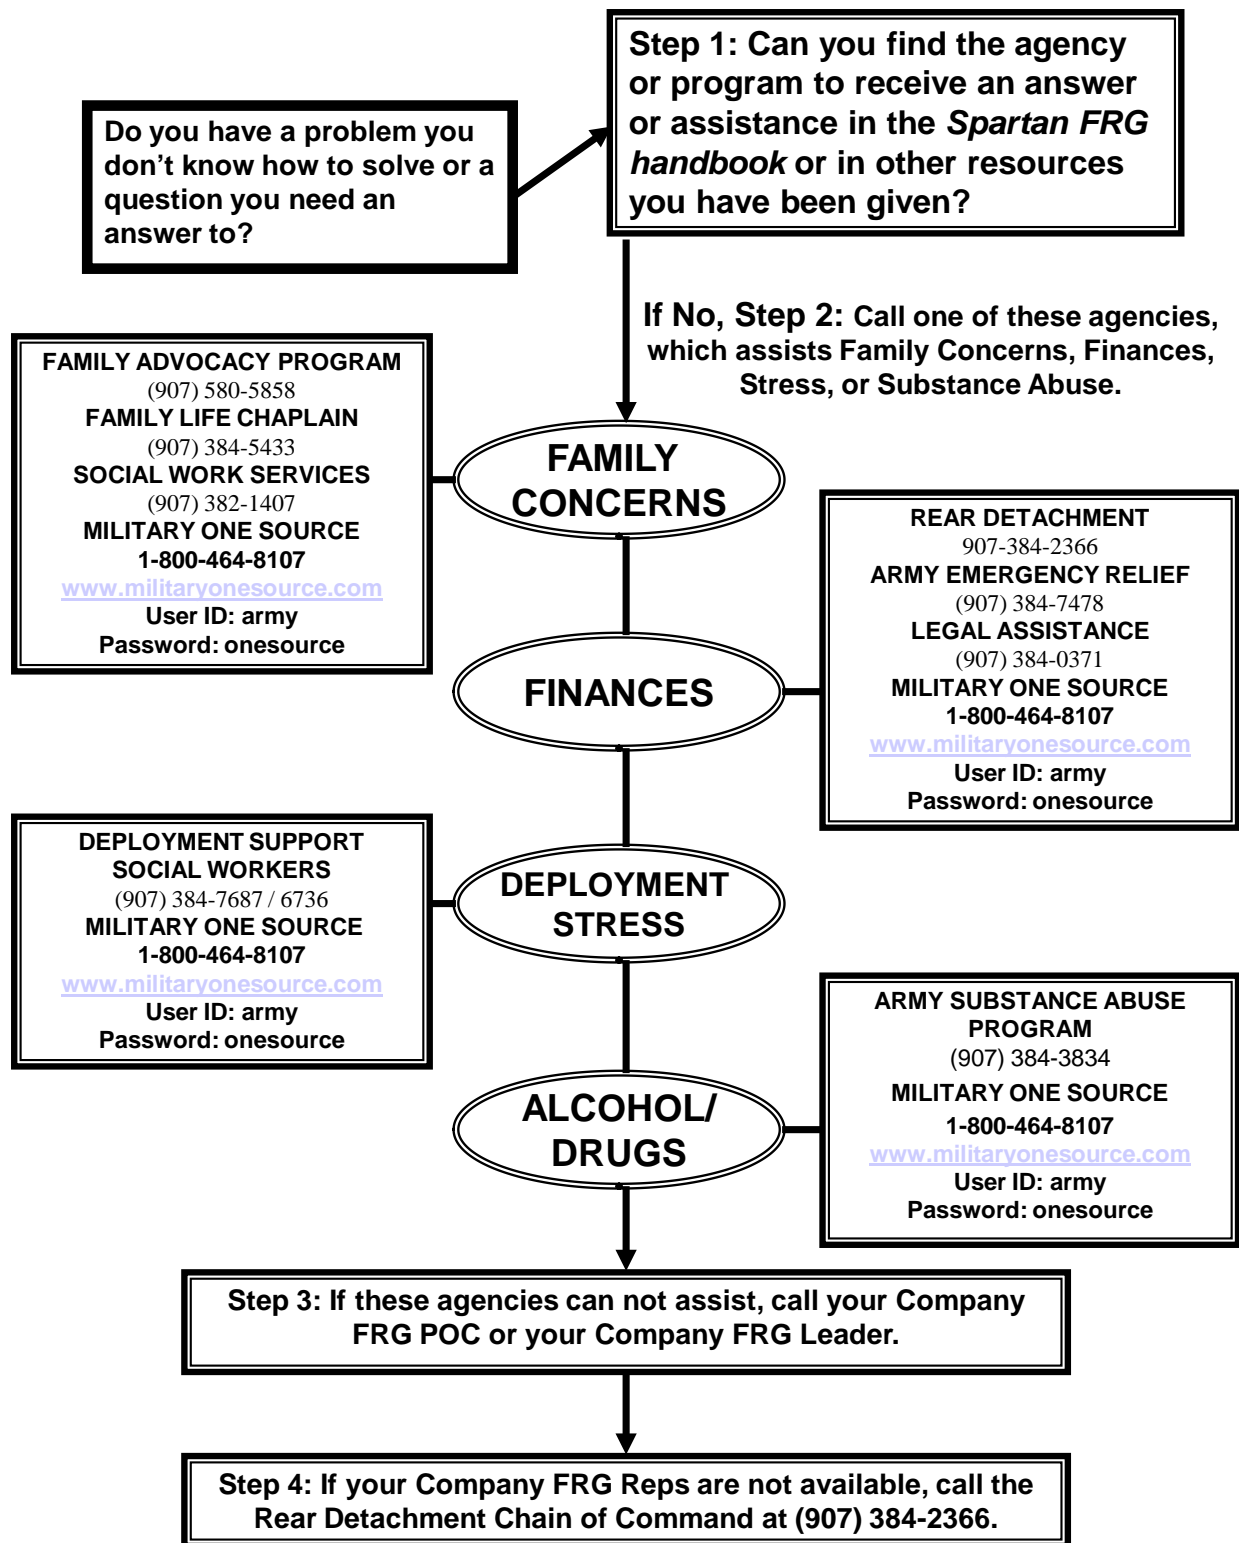 Do you have a problem you
don’t know how to solve or a
question you need an
answer to?
Step 1: Can you find the agency
or program to receive an answer
or assistance in the Spartan FRG
handbook or in other resources
you have been given?
If No, Step 2: Call one of these agencies,
which assists Family Concerns, Finances,
Stress, or Substance Abuse.
FAMILY
CONCERNS
FAMILY ADVOCACY PROGRAM
(907) 580-5858
FAMILY LIFE CHAPLAIN
(907) 384-5433
SOCIAL WORK SERVICES
(907) 382-1407
MILITARY ONE SOURCE
1-800-464-8107
www.militaryonesource.com
User ID: army
Password: onesource
FINANCES
REAR DETACHMENT
907-384-2366
ARMY EMERGENCY RELIEF
(907) 384-7478
LEGAL ASSISTANCE
(907) 384-0371
MILITARY ONE SOURCE
1-800-464-8107
www.militaryonesource.com
User ID: army
Password: onesource
DEPLOYMENT
STRESS
DEPLOYMENT SUPPORT
SOCIAL WORKERS
(907) 384-7687 / 6736
MILITARY ONE SOURCE
1-800-464-8107
www.militaryonesource.com
User ID: army
Password: onesource
ALCOHOL/
DRUGS
ARMY SUBSTANCE ABUSE
PROGRAM
(907) 384-3834
MILITARY ONE SOURCE
1-800-464-8107
www.militaryonesource.com
User ID: army
Password: onesource
Step 3: If these agencies can not assist, call your Company
FRG POC or your Company FRG Leader.
Step 4: If your Company FRG Reps are not available, call the
Rear Detachment Chain of Command at (907) 384-2366.